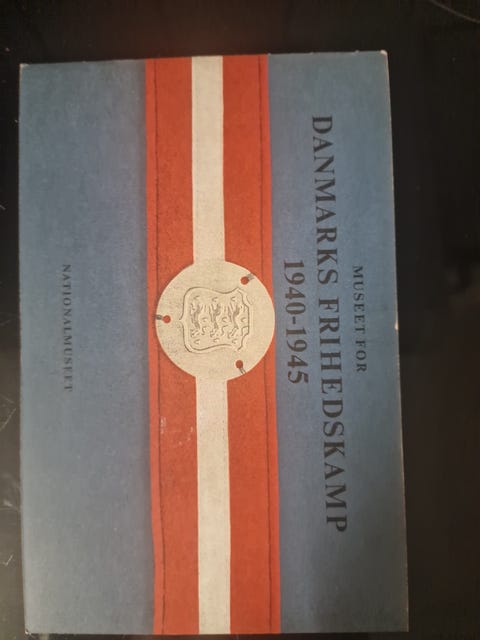 MUSEET FOR
DANMARKS FRIHEDSKAMP
1940-1945
NATIONALMUSEET